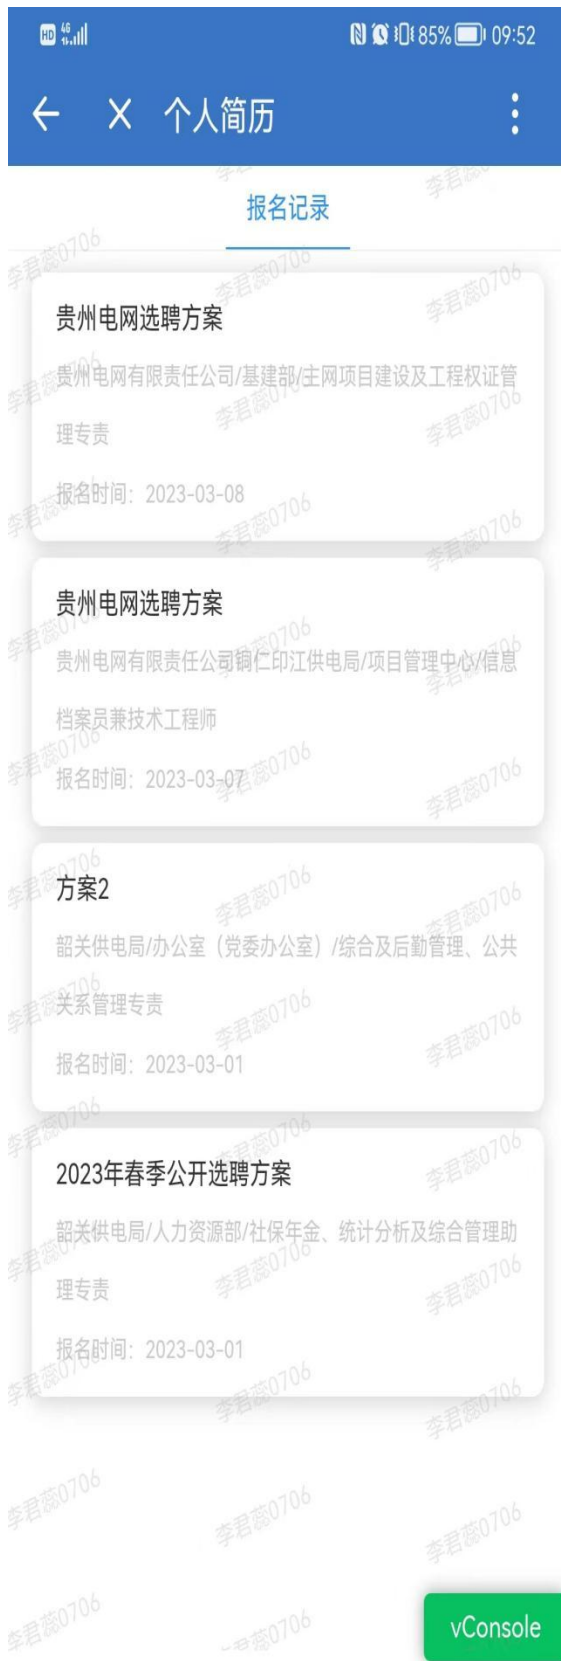 HD 4G 85% 09:52
个人简历
报名记录
贵州电网选聘方案
贵州电网有限责任公司/基建部/主网项目建设及工程权证管
理专责
报名时间：2023-03-08
贵州电网选聘方案
贵州电网有限责任公司铜仁印江供电局/项目管理中心/信息
档案员兼技术工程师
报名时间：2023-03-07
方案2
韶关供电局/办公室（党委办公室）/综合及后勤管理、公共
关系管理专责
报名时间：2023-03-01
2023年春季公开选聘方案
韶关供电局/人力资源部/社保年金、统计分析及综合管理助
理专责
报名时间：2023-03-01
vConsole
李君蕊0706